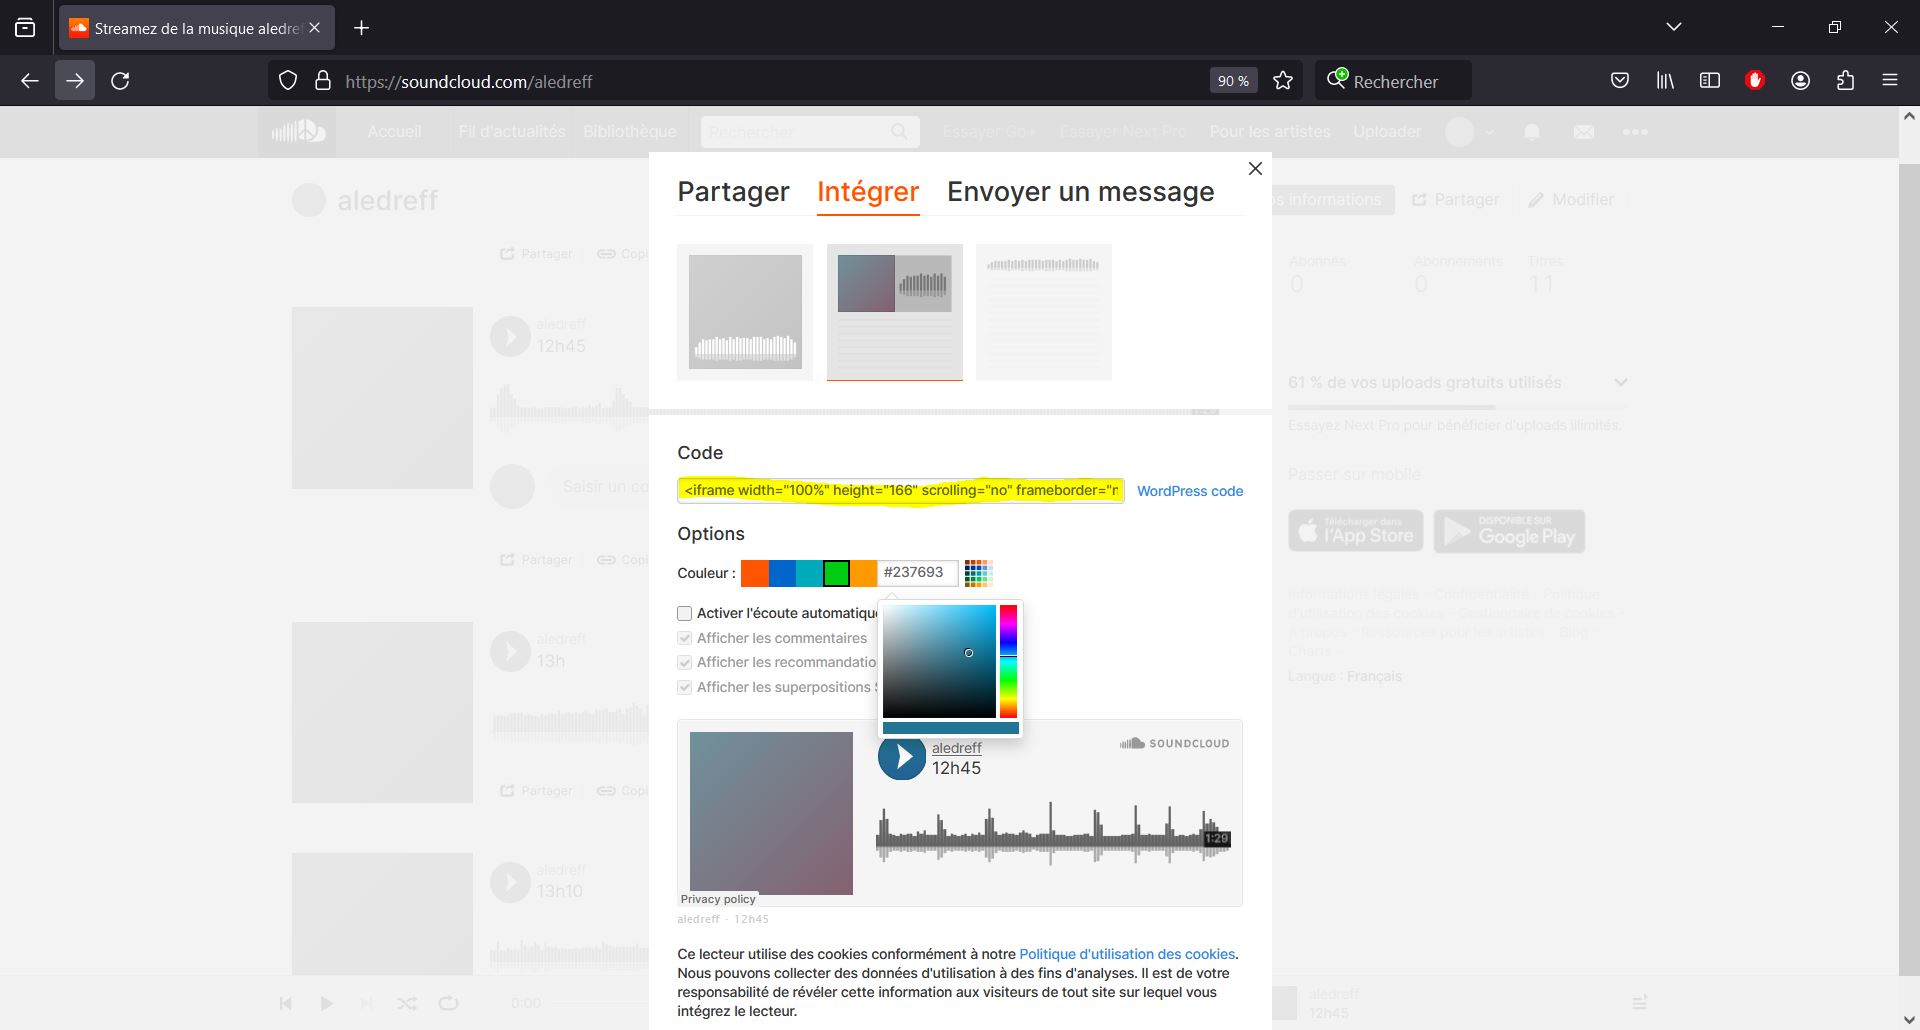 Streamez de la musique aledref
https://soundcloud.com/aledreff
90 %
Rechercher
Accueil
Fil d'actualités
Bibliothèque
Rechercher
Essayer Go+
Essayer Next Pro
Pour les artistes
Uploader
aledreff
os informations
Partager
Modifier
Partager Intégrer Envoyer un message
Partager
Copi
aledreff
12h45
Saisir un co
Partager
Copi
aledreff
13h
Partager
Copi
aledreff
13h10
Code
<iframe width="100%" height="166" scrolling="no" frameborder="n
WordPress code
Options
Couleur :
#237693
Activer l'écoute automatique
Afficher les commentaires
Afficher les recommandatio
Afficher les superpositions S
aledreff
12h45
SOUNDCLOUD
1:29
Privacy policy
aledreff · 12h45
Ce lecteur utilise des cookies conformément à notre Politique d'utilisation des cookies.
Nous pouvons collecter des données d'utilisation à des fins d'analyses. Il est de votre
responsabilité de révéler cette information aux visiteurs de tout site sur lequel vous
intégrez le lecteur.
Abonnés
0
Abonnements
0
Titres
11
61 % de vos uploads gratuits utilisés
Essayez Next Pro pour bénéficier d'uploads illimités.
Passer sur mobile
Télécharger dans
l'App Store
DISPONIBLE SUR
Google Play
Informations légales · Confidentialité · Politique
d'utilisation des cookies · Gestionnaire de cookies ·
À propos · Ressources pour les artistes · Blog ·
Charts
Langue : Français
0:00
aledreff
12h45